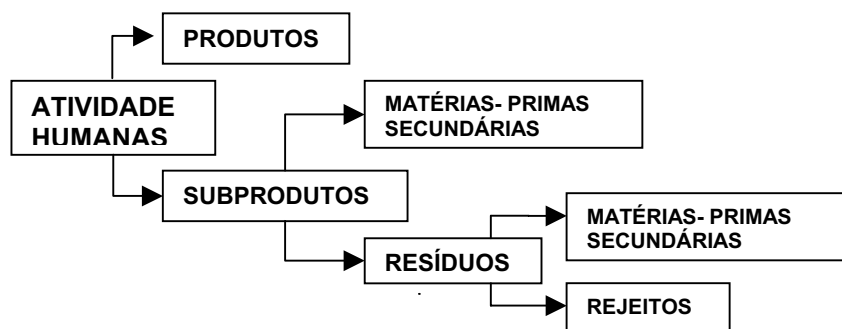 PRODUTOS
ATIVIDADE
HUMANAS
MATÉRIAS- PRIMAS
SECUNDÁRIAS
SUBPRODUTOS
MATÉRIAS- PRIMAS
SECUNDÁRIAS
RESÍDUOS
REJEITOS